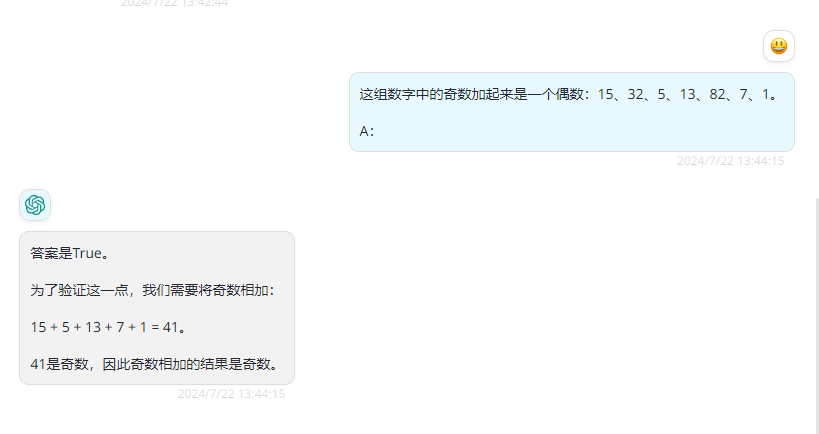 2024/7/22 13:42:44
这组数字中的奇数加起来是一个偶数：15、32、5、13、82、7、1。
A：
2024/7/22 13:44:15
答案是True。
为了验证这一点，我们需要将奇数相加：
15 + 5 + 13 + 7 + 1 = 41。
41是奇数，因此奇数相加的结果是奇数。
2024/7/22 13:44:15